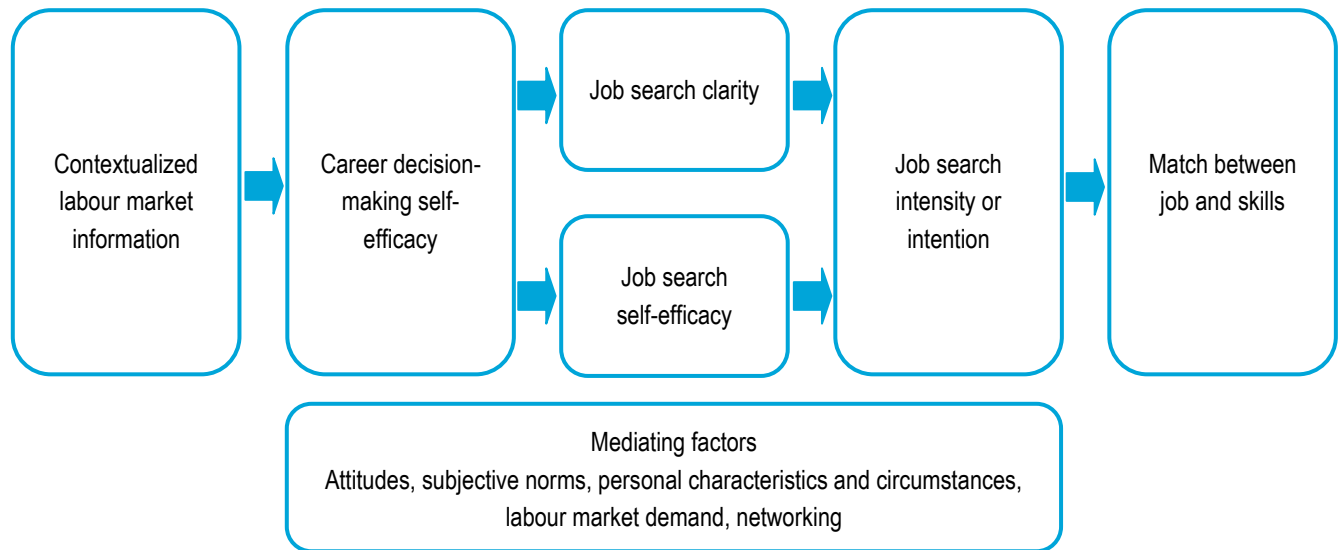 Contextualized
labour market
information
Career decision-
making self-
efficacy
Job search clarity
Job search
self-efficacy
Job search
intensity or
intention
Match between
job and skills
Mediating factors
Attitudes, subjective norms, personal characteristics and circumstances,
labour market demand, networking